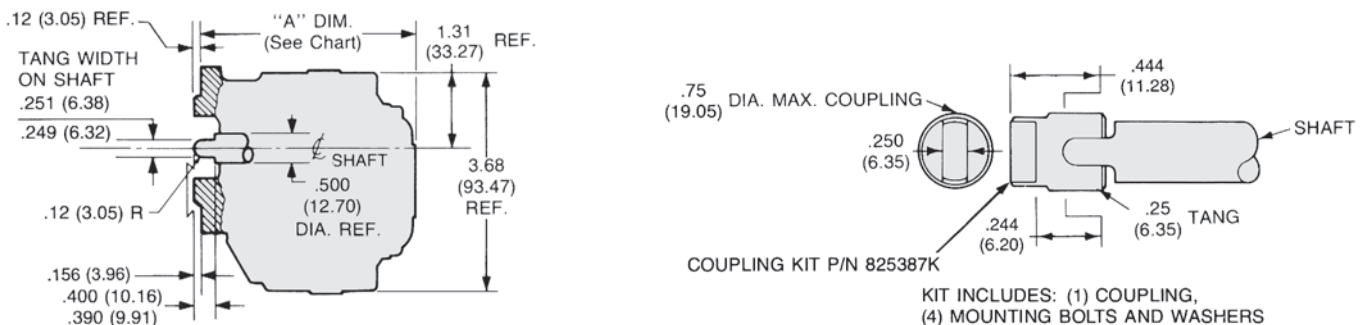 .12 (3.05) REF.
"A" DIM.
(See Chart)
1.31
(33.27)
REF.
TANG WIDTH
ON SHAFT
.251 (6.38)
.249 (6.32)
℄ SHAFT
.500
(12.70)
DIA. REF.
3.68
(93.47)
REF.
.12 (3.05) R
.156 (3.96)
.400 (10.16)
.390 (9.91)
.75
(19.05)
DIA. MAX. COUPLING
.444
(11.28)
SHAFT
.250
(6.35)
.244
(6.20)
.25
(6.35)
TANG
COUPLING KIT P/N 825387K
KIT INCLUDES: (1) COUPLING,
(4) MOUNTING BOLTS AND WASHERS